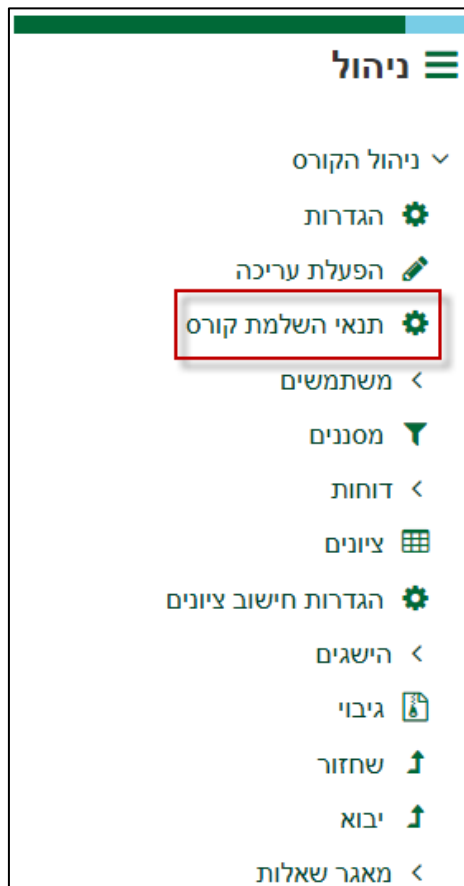 ניהול
ניהול הקורס
הגדרות
הפעלת עריכה
תנאי השלמת קורס
משתמשים
מסננים
דוחות
ציונים
הגדרות חישוב ציונים
הישגים
גיבוי
שחזור
יבוא
מאגר שאלות